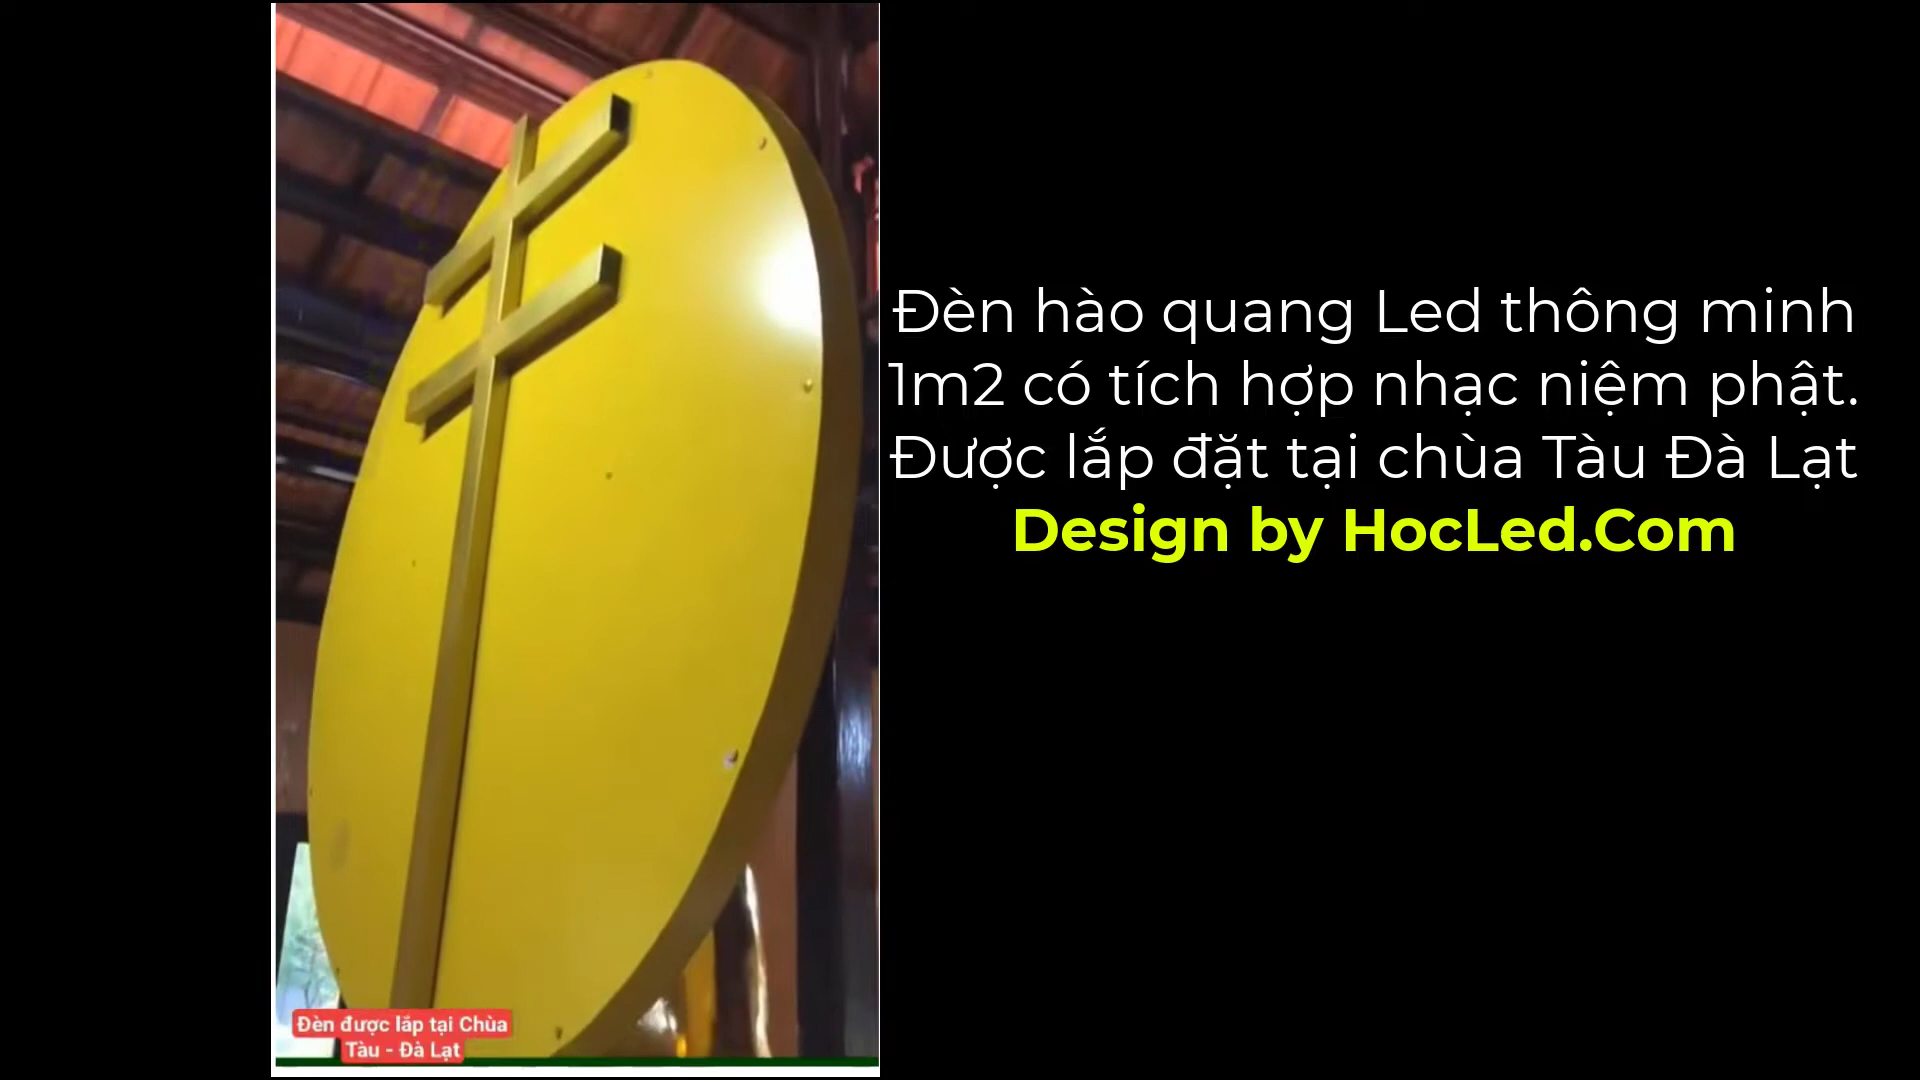 Đèn hào quang Led thông minh
1m2 có tích hợp nhạc niệm phật.
Được lắp đặt tại chùa Tàu Đà Lạt
Design by HocLed.Com
Đèn được lắp tại Chùa
Tàu - Đà Lạt